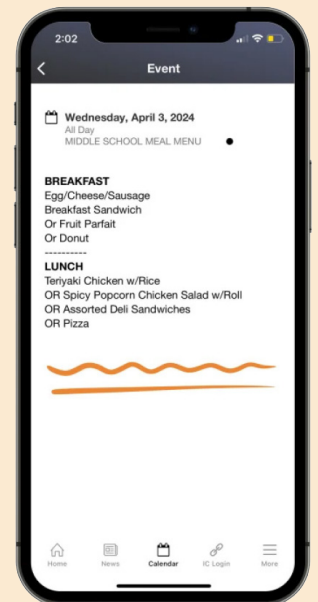 2:02
Event
Wednesday, April 3, 2024
All Day
MIDDLE SCHOOL MEAL MENU
BREAKFAST
Egg/Cheese/Sausage
Breakfast Sandwich
Or Fruit Parfait
Or Donut
----------
LUNCH
Teriyaki Chicken w/Rice
OR Spicy Popcorn Chicken Salad w/Roll
OR Assorted Deli Sandwiches
OR Pizza
Home News Calendar IC Login More